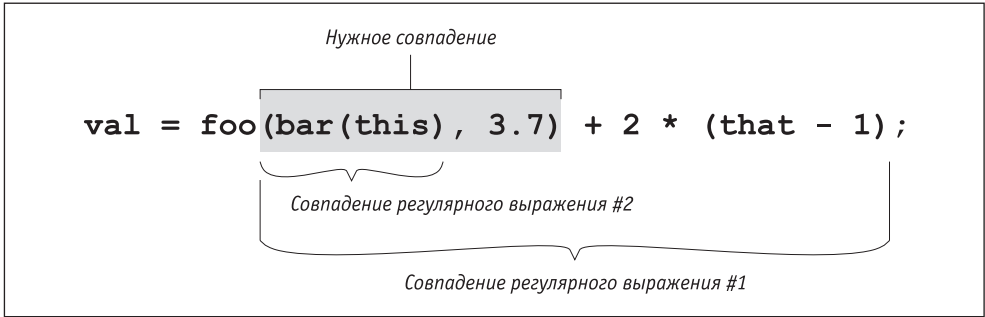 Нужное совпадение
val = foo(bar(this), 3.7) + 2 * (that - 1);
Совпадение регулярного выражения #2
Совпадение регулярного выражения #1